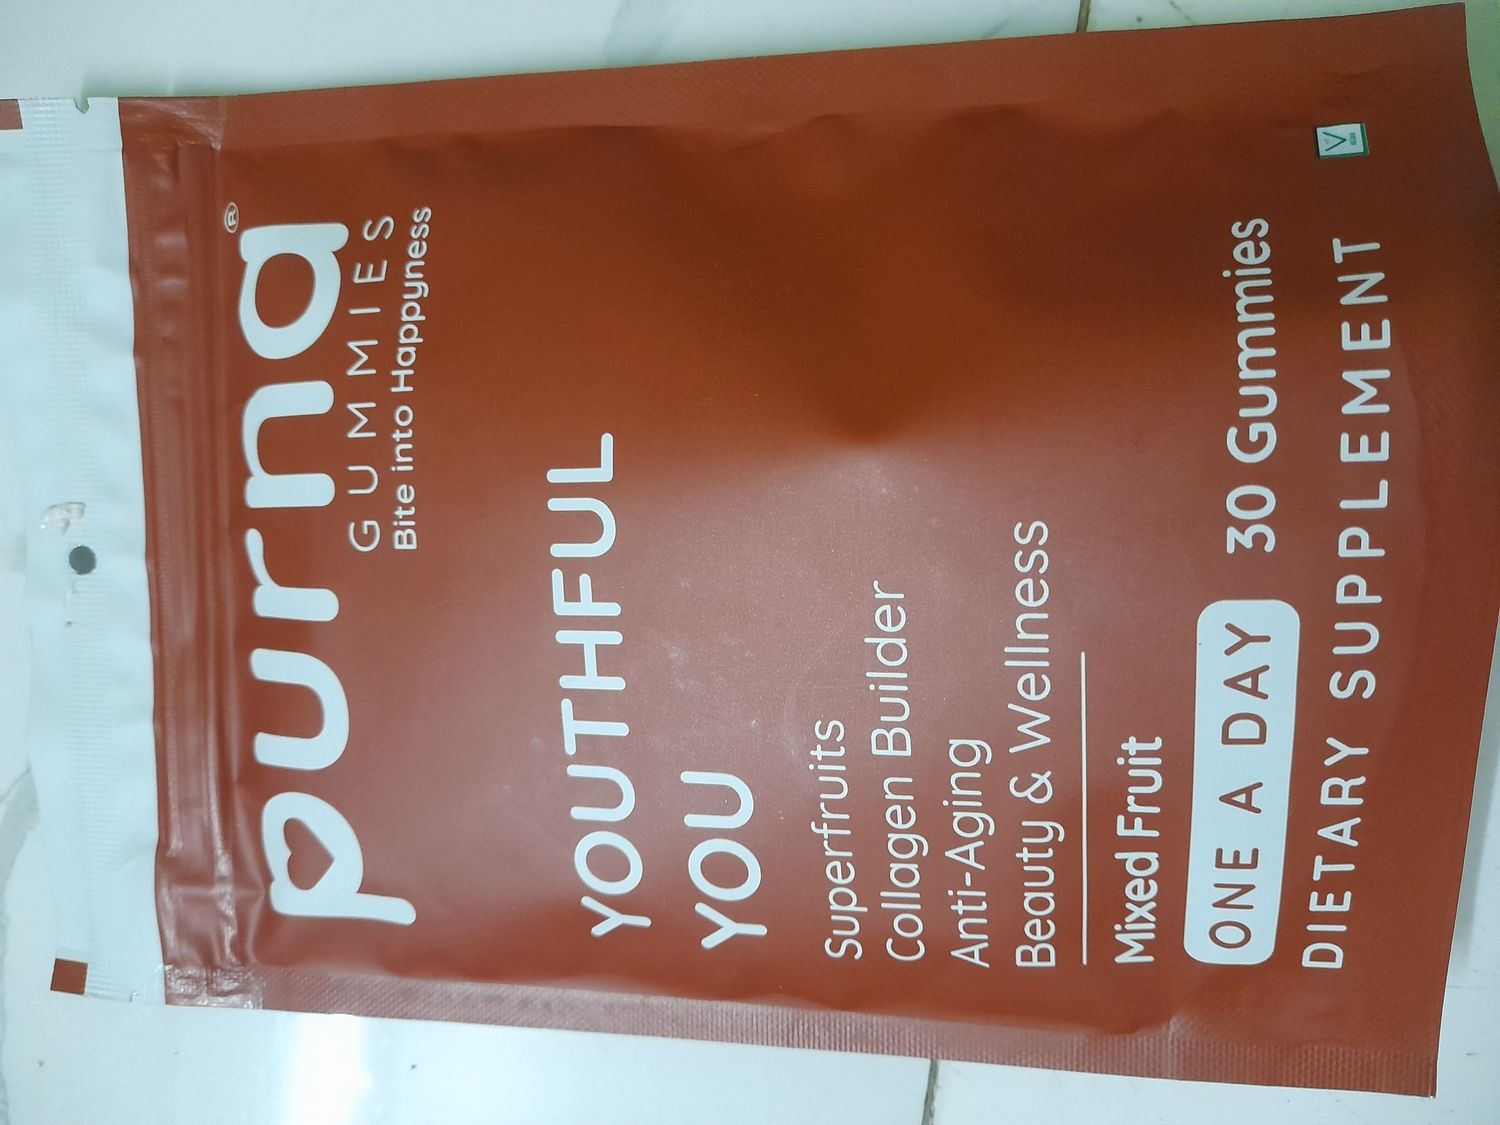 purna®
GUMMIES
Bite into Happyness
YOUTHFUL
YOU
Superfruits
Collagen Builder
Anti-Aging
Beauty & Wellness
Mixed Fruit
ONE A DAY 30 Gummies
DIETARY SUPPLEMENT
V